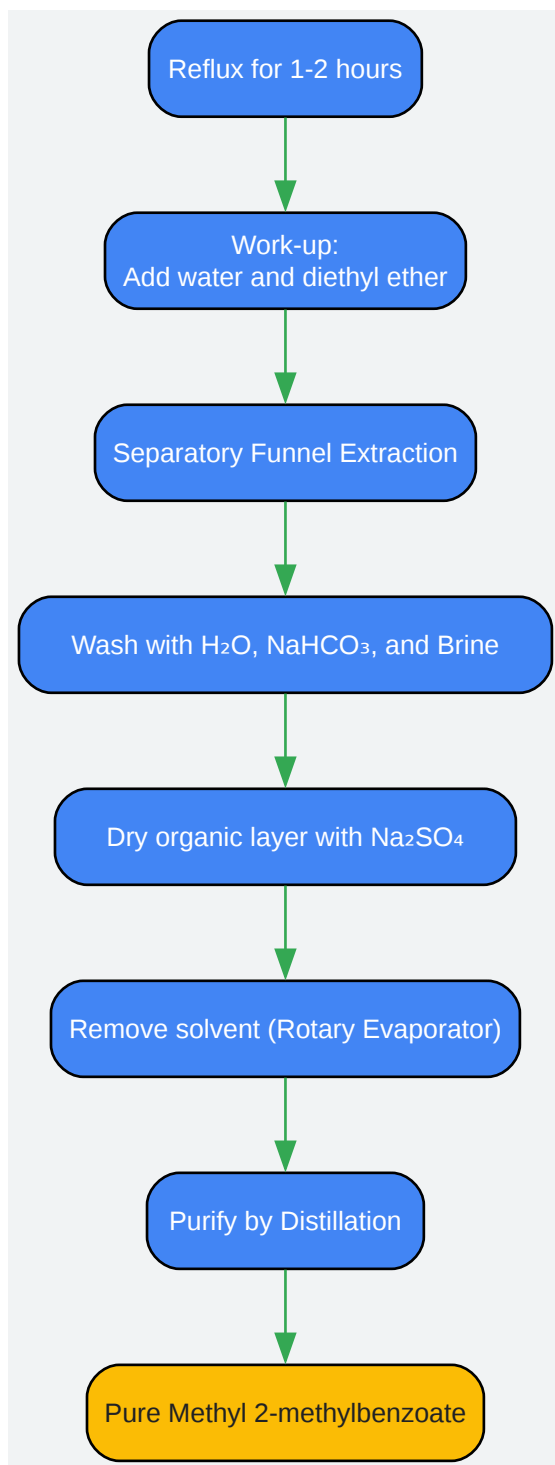 Reflux for 1-2 hours
Work-up:
Add water and diethyl ether
Separatory Funnel Extraction
Wash with H₂O, NaHCO₃, and Brine
Dry organic layer with Na₂SO₄
Remove solvent (Rotary Evaporator)
Purify by Distillation
Pure Methyl 2-methylbenzoate